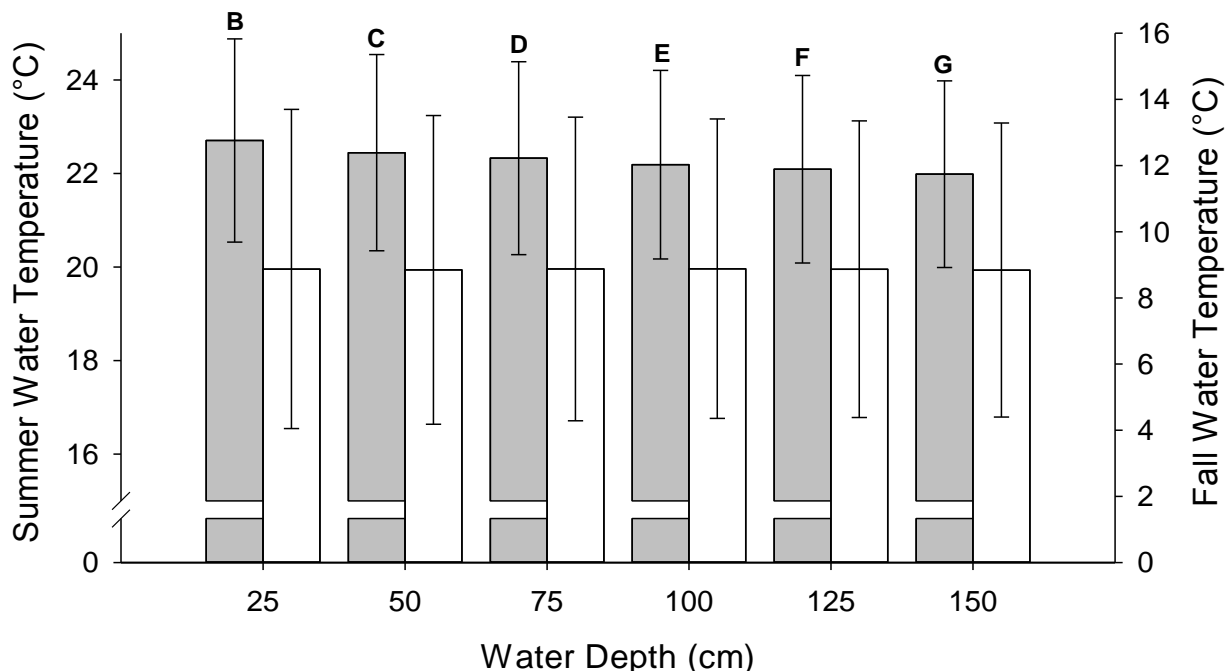 Summer Water Temperature (°C)
24
22
20
18
16
0
B
C
D
E
F
G
16
14
12
10
8
6
4
2
0
Fall Water Temperature (°C)
25 50 75 100 125 150
Water Depth (cm)